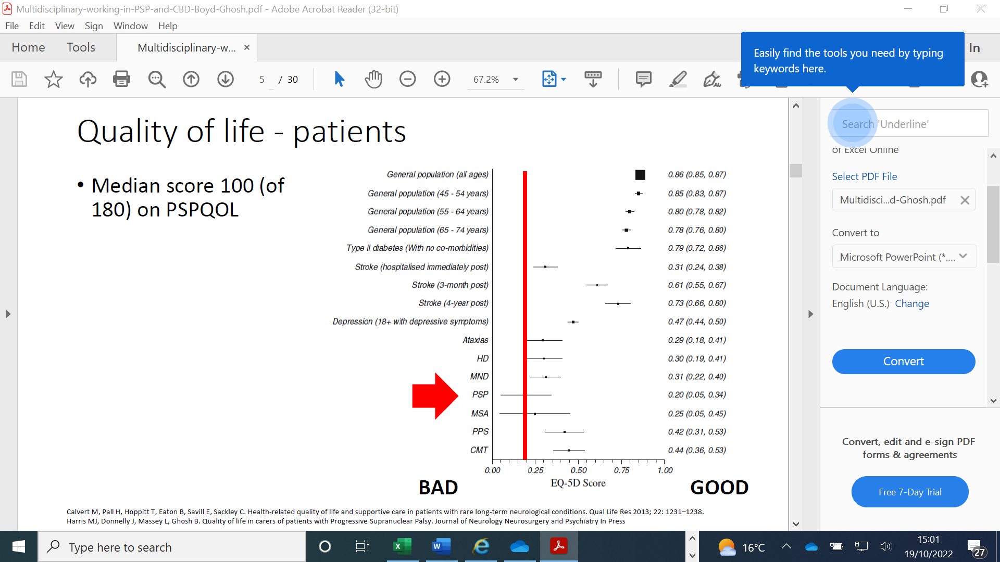 Multidisciplinary-working-in-PSP-and-CBD-Boyd-Ghosh.pdf - Adobe Acrobat Reader (32-bit)
File Edit View Sign Window Help
Home Tools Multidisciplinary-w... ×
Easily find the tools you need by typing
keywords here.
In
5 / 30
67.2%
Quality of life - patients
• Median score 100 (of
180) on PSPQOL
General population (all ages) 0.86 (0.85, 0.87)
General population (45 - 54 years) 0.85 (0.83, 0.87)
General population (55 - 64 years) 0.80 (0.78, 0.82)
General population (65 - 74 years) 0.78 (0.76, 0.80)
Type II diabetes (With no co-morbidities) 0.79 (0.72, 0.86)
Stroke (hospitalised immediately post) 0.31 (0.24, 0.38)
Stroke (3-month post) 0.61 (0.55, 0.67)
Stroke (4-year post) 0.73 (0.66, 0.80)
Depression (18+ with depressive symptoms) 0.47 (0.44, 0.50)
Ataxias 0.29 (0.18, 0.41)
HD 0.30 (0.19, 0.41)
MND 0.31 (0.22, 0.40)
PSP 0.20 (0.05, 0.34)
MSA 0.25 (0.05, 0.45)
PPS 0.42 (0.31, 0.53)
CMT 0.44 (0.36, 0.53)
0.00 0.25 0.50 0.75 1.00
EQ-5D Score
BAD GOOD
Calvert M, Pall H, Hoppitt T, Eaton B, Savill E, Sackley C. Health-related quality of life and supportive care in patients with rare long-term neurological conditions. Qual Life Res 2013; 22: 1231–1238.
Harris MJ, Donnelly J, Massey L, Ghosh B. Quality of life in carers of patients with Progressive Supranuclear Palsy. Journal of Neurology Neurosurgery and Psychiatry In Press
Search 'Underline'
or Excel Online
Select PDF File
Multidisci...d-Ghosh.pdf
Convert to
Microsoft PowerPoint (*....
Document Language:
English (U.S.) Change
Convert
Convert, edit and e-sign PDF
forms & agreements
Free 7-Day Trial
Type here to search
16°C
15:01
19/10/2022
27